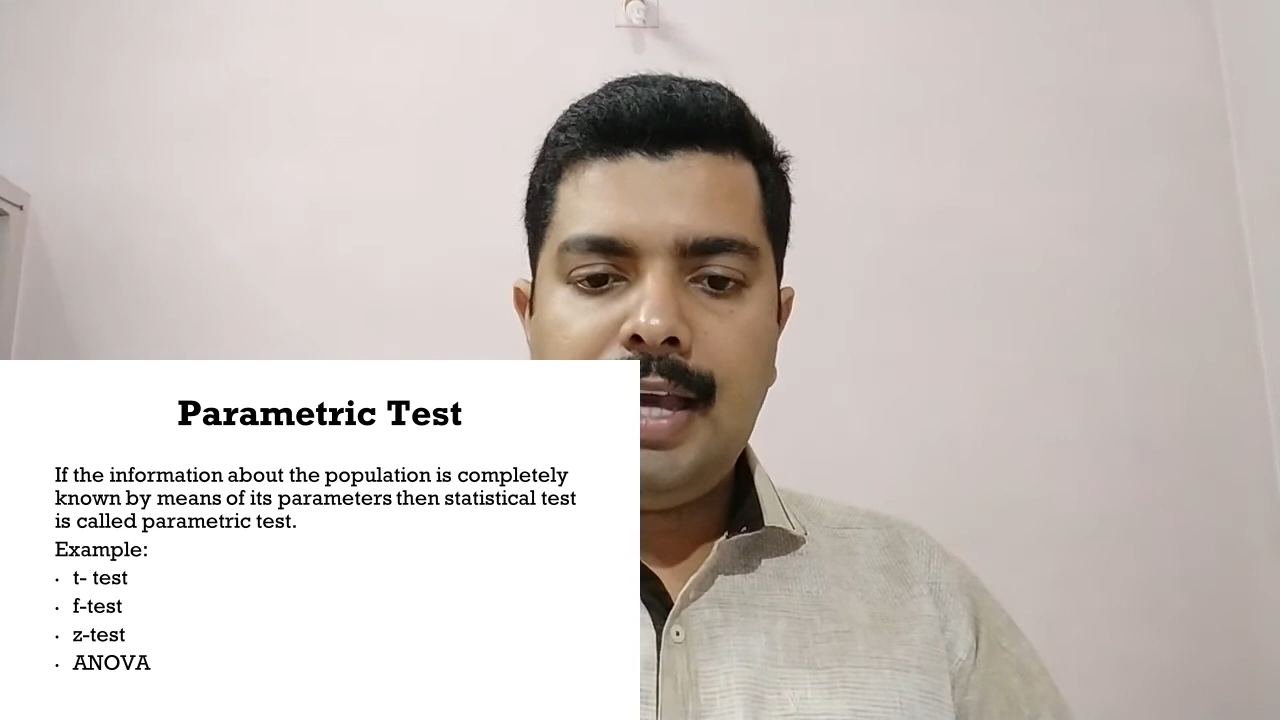 Parametric Test
If the information about the population is completely
known by means of its parameters then statistical test
is called parametric test.
Example:
• t- test
• f-test
• z-test
• ANOVA